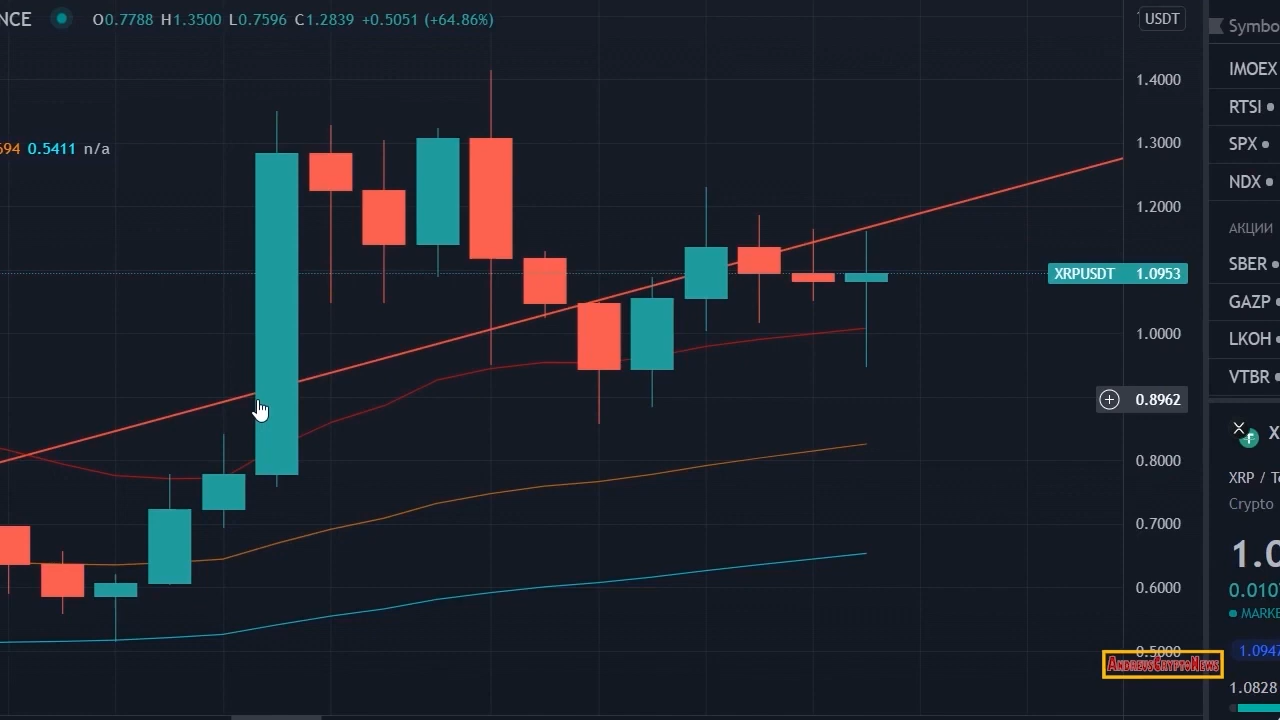 NCE O0.7788 H1.3500 L0.7596 C1.2839 +0.5051 (+64.86%)
694 0.5411 n/a
USDT
1.4000
1.3000
1.2000
XRPUSDT 1.0953
1.0000
0.8962
0.8000
0.7000
0.6000
0.5000
ANDREVSCRYPTONEWS
Symbo
IMOEX
RTSI
SPX
NDX
АКЦИИ
SBER
GAZP
LKOH
VTBR
X
XRP / Te
Crypto
1.0
0.010
MARKE
1.0947
1.0828